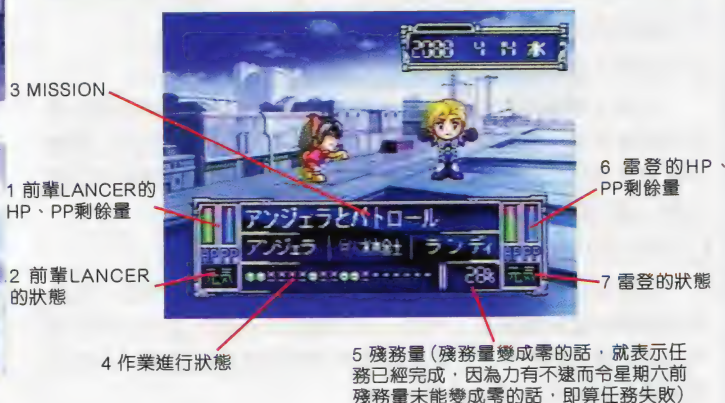 2088 4 14 水
3 MISSION
1 前輩LANCER的
HP、PP剩餘量
6 雷登的HP、
PP剩餘量
アンジェラとパトロール
アンジェラ
ランディ
HP PP
HP PP
2 前輩LANCER
的狀態
元気
28%
元気
7 雷登的狀態
4 作業進行狀態
5 殘務量(殘務量變成零的話，就表示任
務已經完成，因為力有不逮而令星期六前
殘務量未能變成零的話，即算任務失敗)